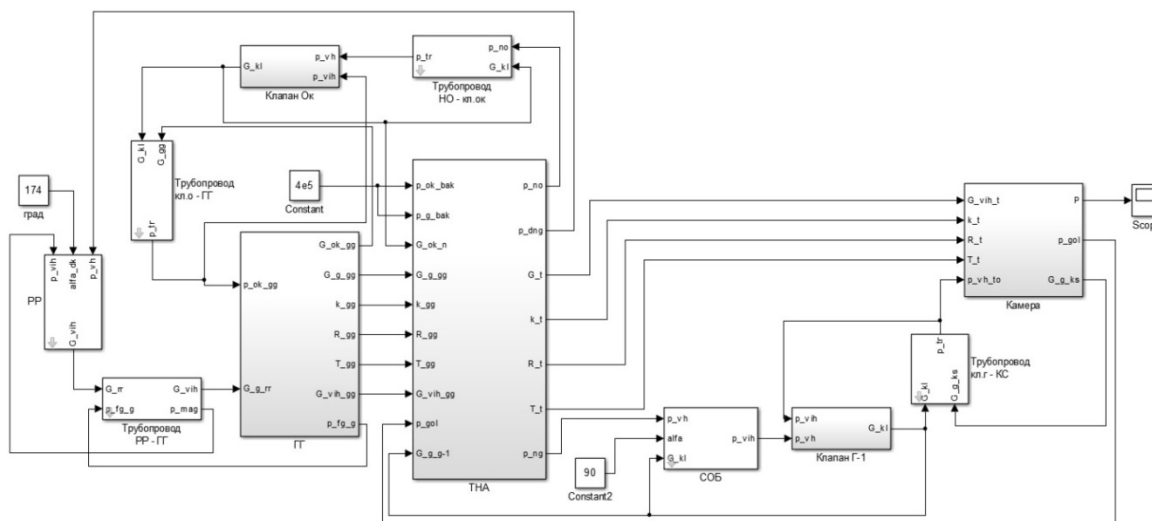 p_no
G_kl
p_tr
Трубопровод
НО - кл.ок
p_vh
p_vih
G_kl
Клапан Ок
G_kl
G_gg
p_tr
Трубопровод
кл.о - ГГ
174
град
4e5
Constant
p_vih
alfa_dk
p_vh
G_vih
РР
G_rr
p_fg_g
G_vih
p_mag
Трубопровод
РР - ГГ
p_ok_gg
G_g_rr
G_ok_gg
G_g_gg
k_gg
R_gg
T_gg
G_vih_gg
p_fg_g
ГГ
p_ok_bak
p_g_bak
G_ok_n
G_g_gg
k_gg
R_gg
T_gg
G_vih_gg
p_gol
G_g_g-1
p_no
p_dng
G_t
k_t
R_t
T_t
p_ng
ТНА
90
Constant2
p_vh
alfa
G_kl
p_vih
СОБ
p_vih
p_vh
G_kl
Клапан Г-1
p_tr
G_kl
G_g_ks
Трубопровод
кл.г - КС
G_vih_t
k_t
R_t
T_t
p_vh_to
P
p_gol
G_g_ks
Камера
Scop